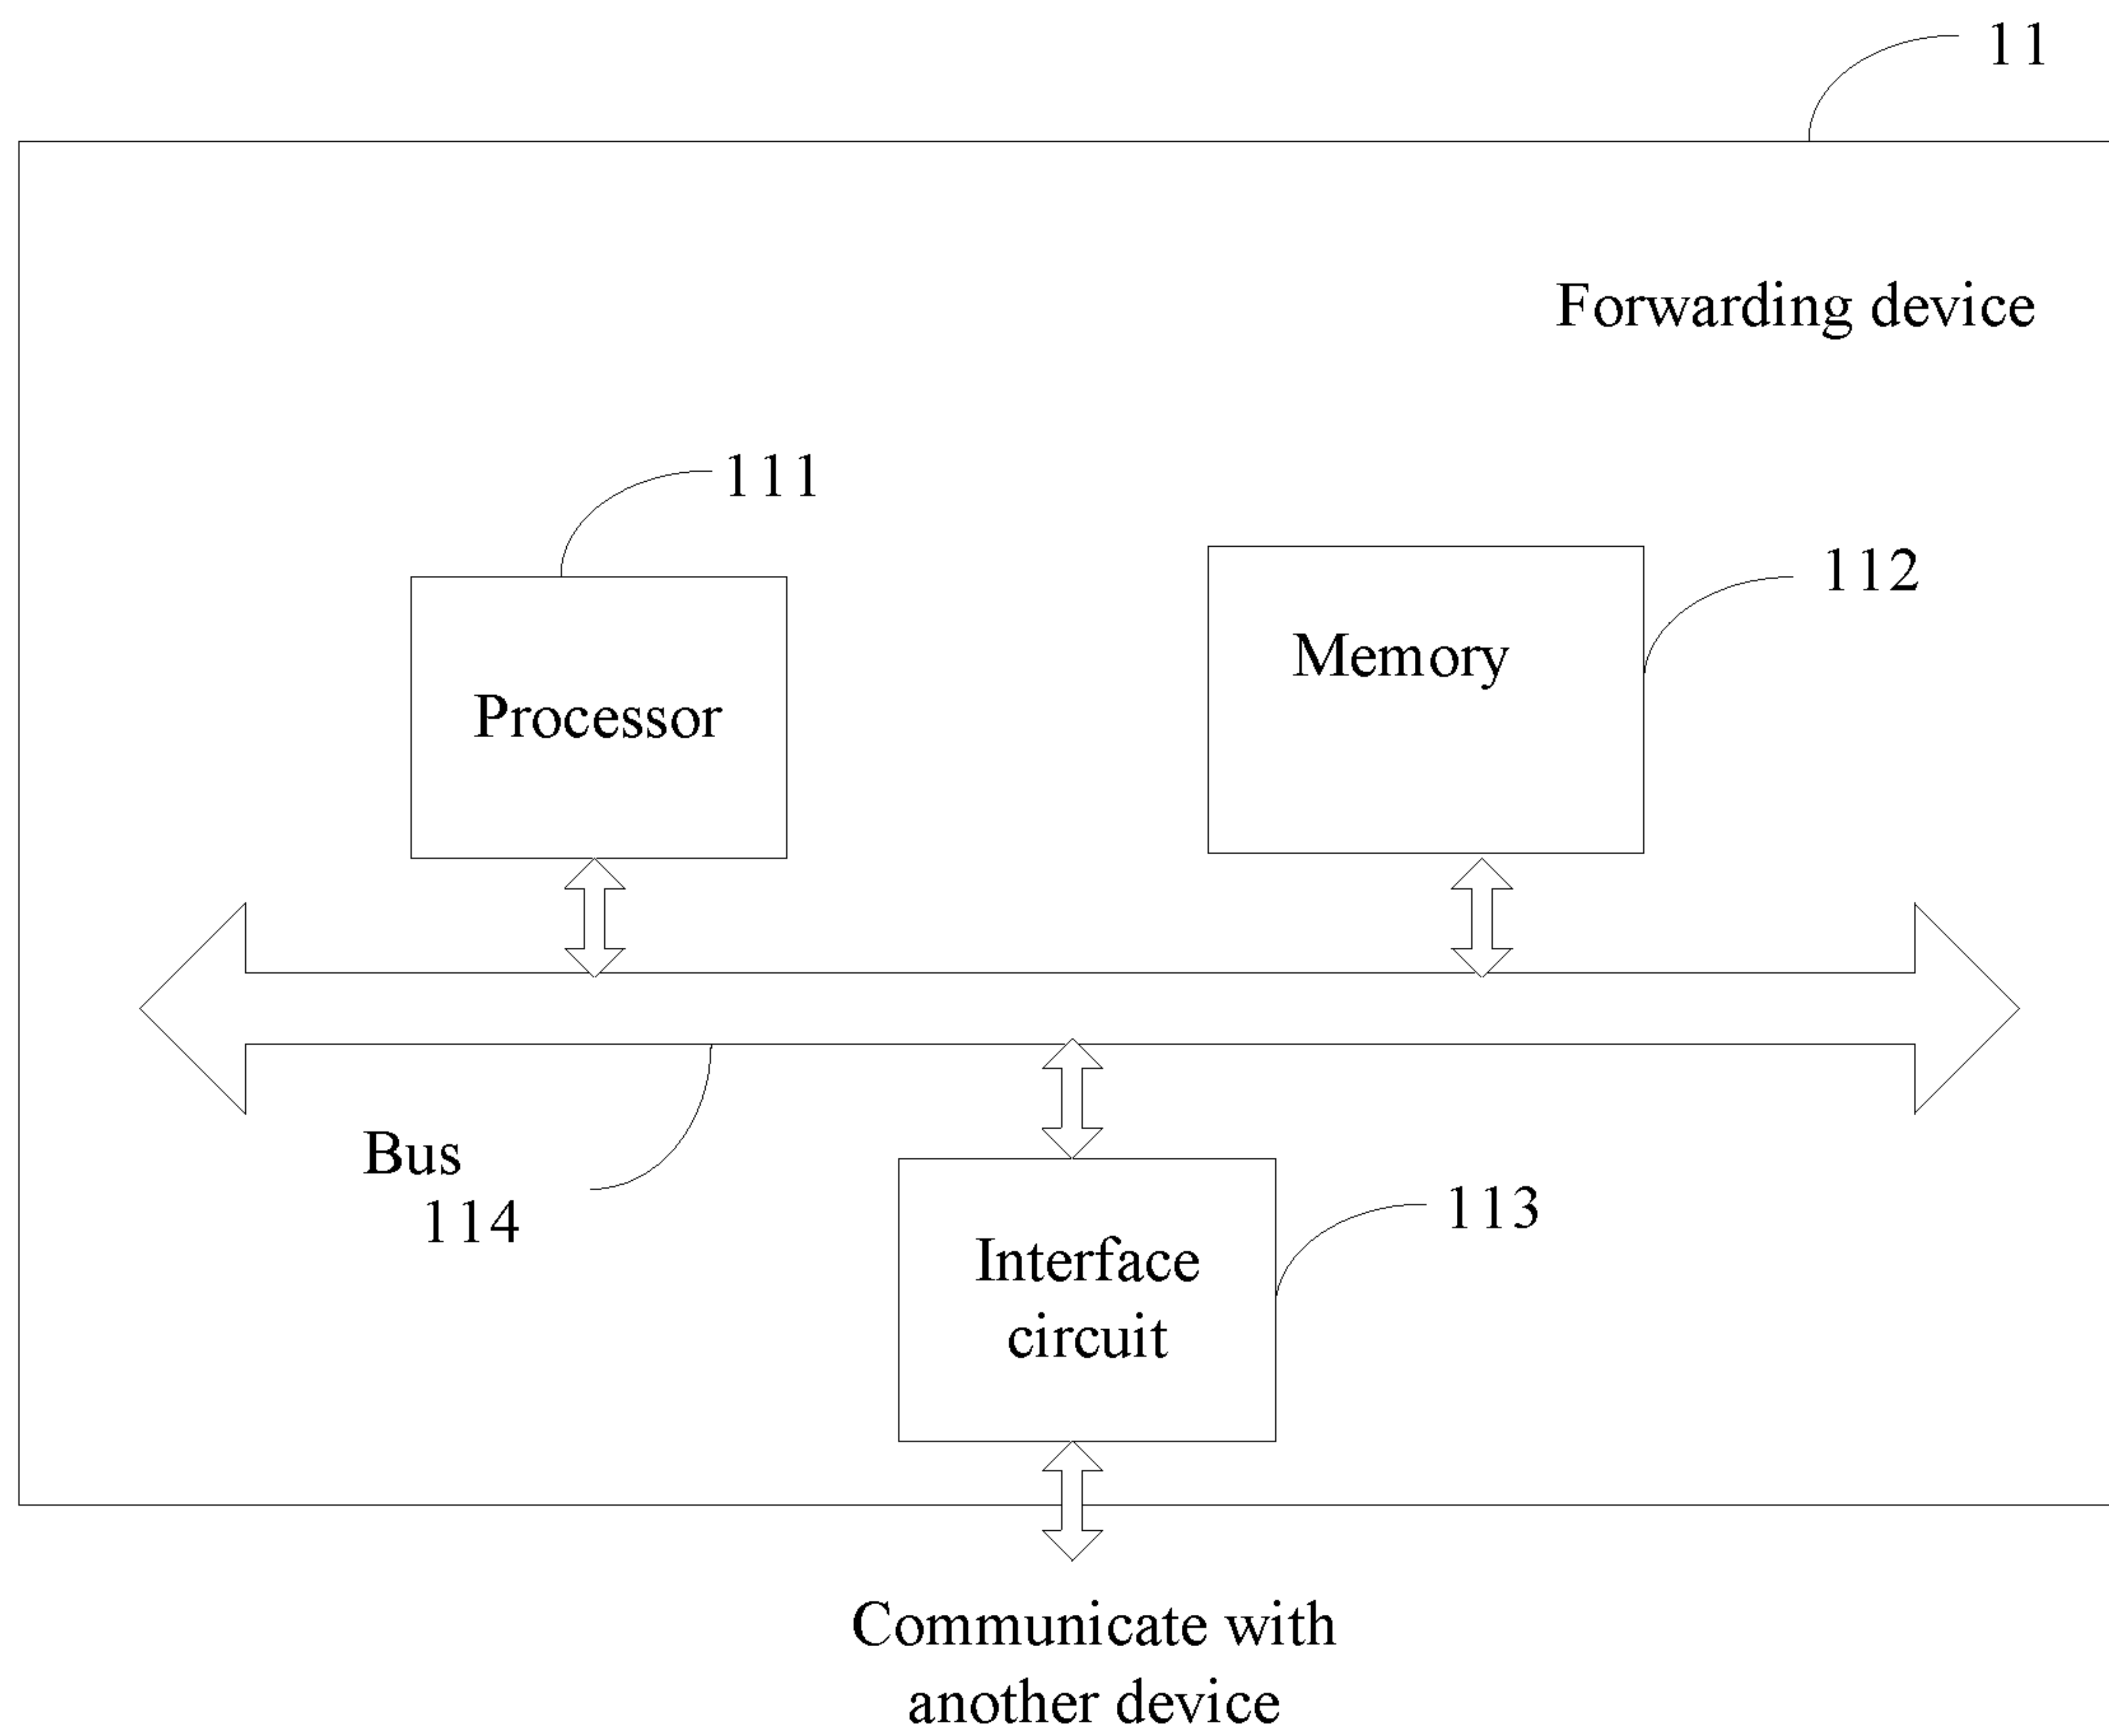 11
Forwarding device
111
112
Memory
Processor
Bus
114
113
Interface
circuit
Communicate with
another device